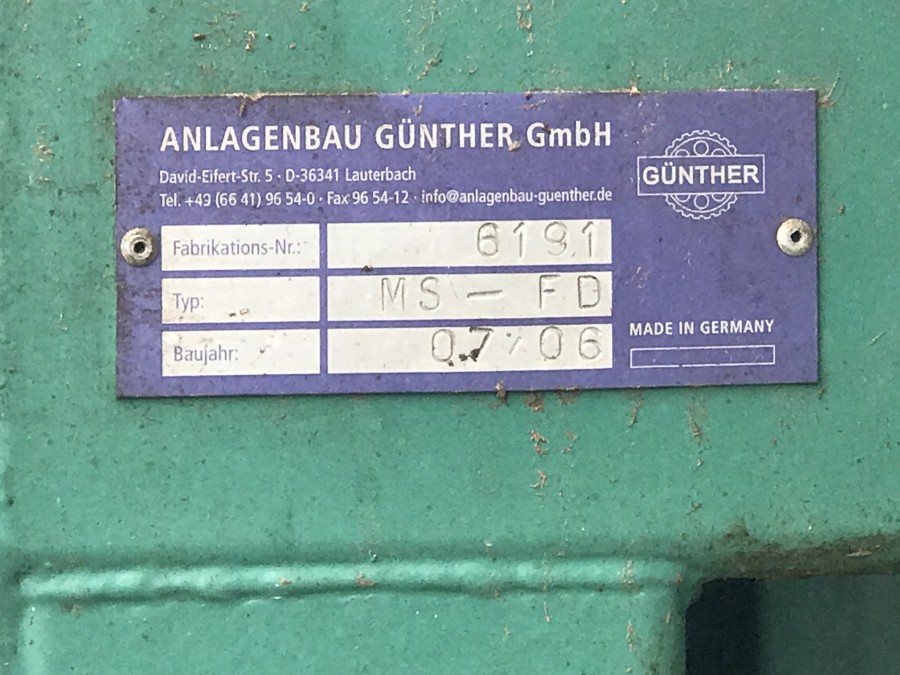 ANLAGENBAU GÜNTHER GmbH
David-Eifert-Str. 5 · D-36341 Lauterbach
Tel. +49 (66 41) 96 54-0 · Fax 96 54-12 · info@anlagenbau-guenther.de
GÜNTHER
Fabrikations-Nr.: 6191
Typ: MS - FD
Baujahr: 07/06
MADE IN GERMANY